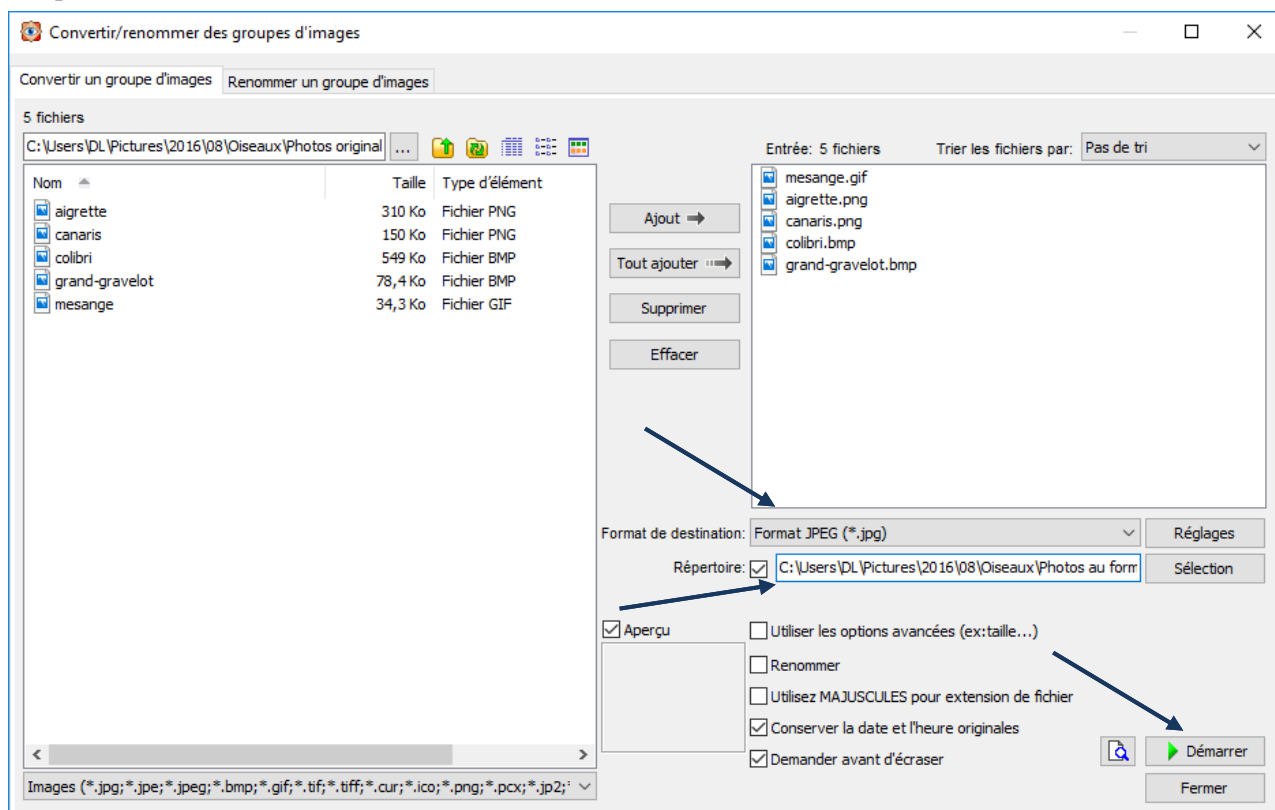 Convertir/renommer des groupes d'images
Convertir un groupe d'images Renommer un groupe d'images
5 fichiers
C:\Users\DL\Pictures\2016\08\Oiseaux\Photos original ...
Nom Taille Type d'élément
aigrette 310 Ko Fichier PNG
canaris 150 Ko Fichier PNG
colibri 549 Ko Fichier BMP
grand-gravelot 78,4 Ko Fichier BMP
mesange 34,3 Ko Fichier GIF
Images (*.jpg;*.jpe;*.jpeg;*.bmp;*.gif;*.tif;*.tiff;*.cur;*.ico;*.png;*.pcx;*.jp2;*
Ajout
Tout ajouter
Supprimer
Effacer
Entrée: 5 fichiers Trier les fichiers par: Pas de tri
mesange.gif
aigrette.png
canaris.png
colibri.bmp
grand-gravelot.bmp
Format de destination: Format JPEG (*.jpg) Réglages
Répertoire: C:\Users\DL\Pictures\2016\08\Oiseaux\Photos au form Sélection
Aperçu
Utiliser les options avancées (ex:taille...)
Renommer
Utilisez MAJUSCULES pour extension de fichier
Conserver la date et l'heure originales
Demander avant d'écraser
Démarrer
Fermer